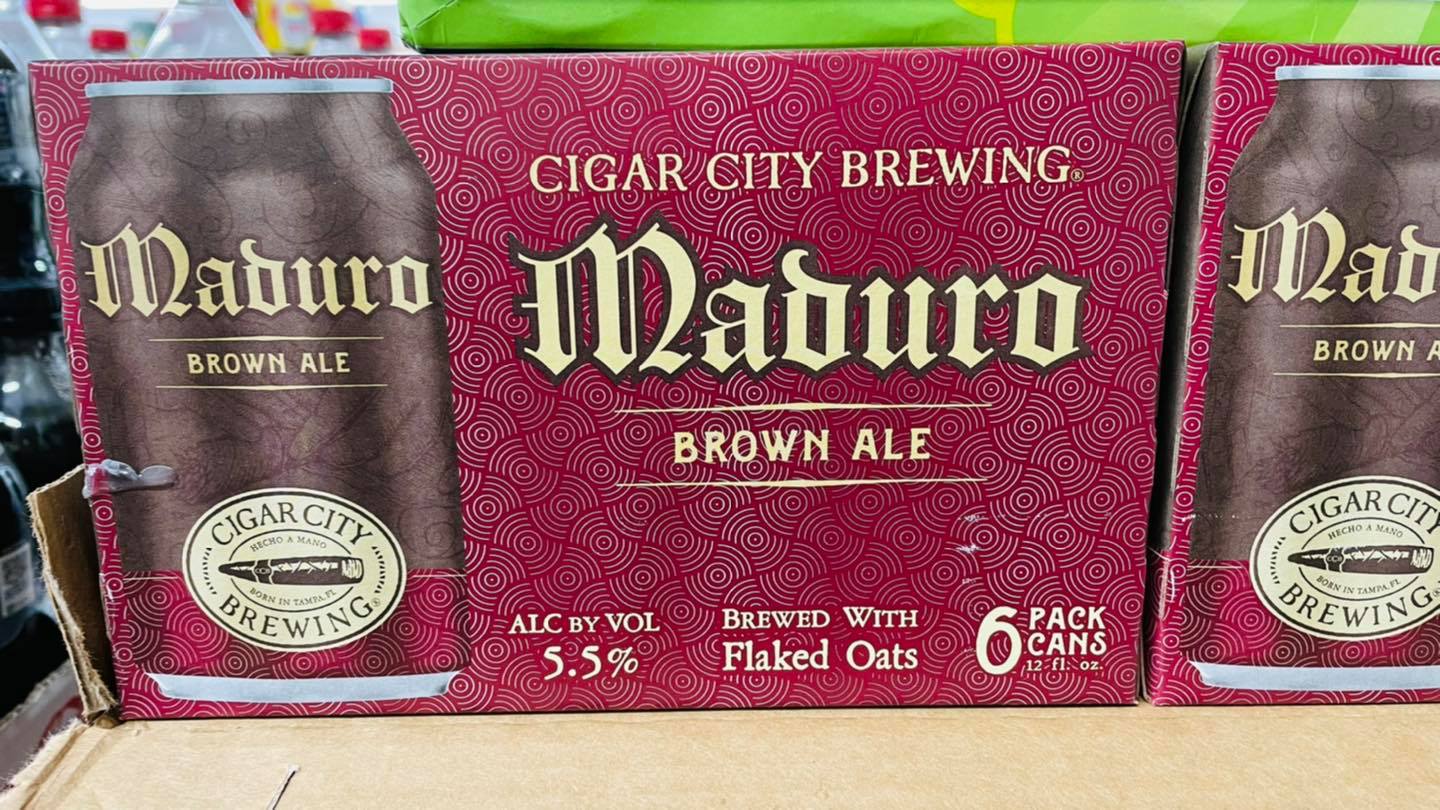 Maduro
BROWN ALE
CIGAR CITY
HECHO A MANO
CCB
BORN IN TAMPA, FL
BREWING®
CIGAR CITY BREWING®
Maduro
BROWN ALE
ALC BY VOL
5.5%
BREWED WITH
Flaked Oats
6 PACK
CANS
12 fl. oz.
Mad
BROWN A
CIGAR CITY
HECHO A MANO
BORN IN TAMPA, FL
BREWING